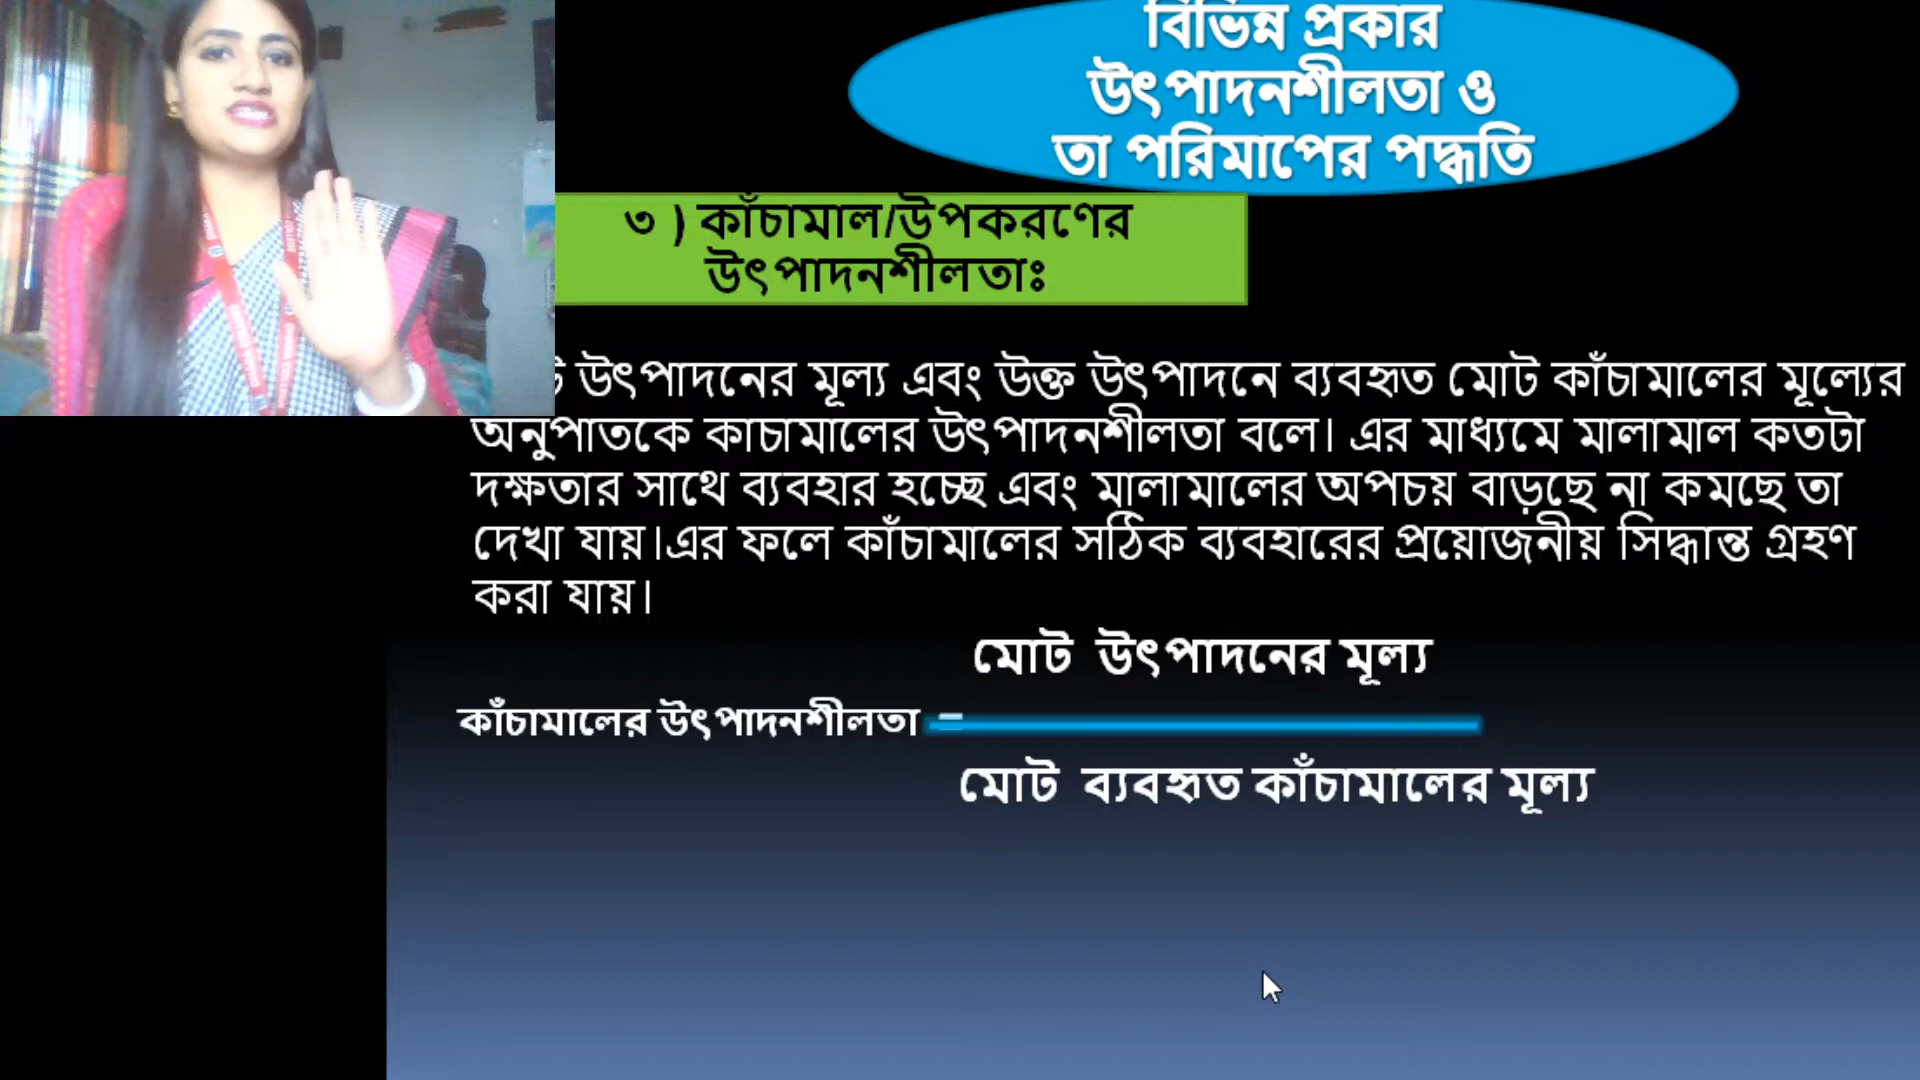 বিভিন্ন প্রকার
উৎপাদনশীলতা ও
তা পরিমাপের পদ্ধতি
৩ ) কাঁচামাল/উপকরণের
উৎপাদনশীলতাঃ
উৎপাদনের মূল্য এবং উক্ত উৎপাদনে ব্যবহৃত মোট কাঁচামালের মূল্যের
অনুপাতকে কাচামালের উৎপাদনশীলতা বলে। এর মাধ্যমে মালামাল কতটা
দক্ষতার সাথে ব্যবহার হচ্ছে এবং মালামালের অপচয় বাড়ছে না কমছে তা
দেখা যায়।এর ফলে কাঁচামালের সঠিক ব্যবহারের প্রয়োজনীয় সিদ্ধান্ত গ্রহণ
করা যায়।
মোট উৎপাদনের মূল্য
কাঁচামালের উৎপাদনশীলতা =
মোট ব্যবহৃত কাঁচামালের মূল্য